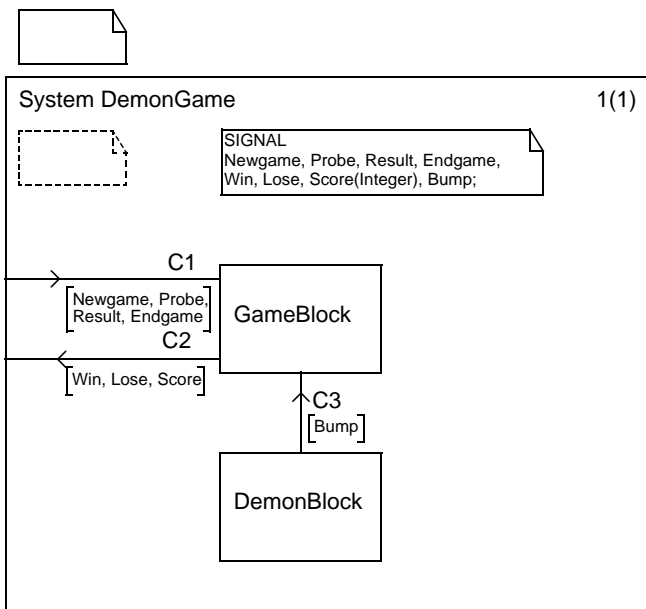 System DemonGame 1(1)
SIGNAL
Newgame, Probe, Result, Endgame,
Win, Lose, Score(Integer), Bump;
C1
Newgame, Probe,
Result, Endgame
GameBlock
C2
Win, Lose, Score
C3
Bump
DemonBlock